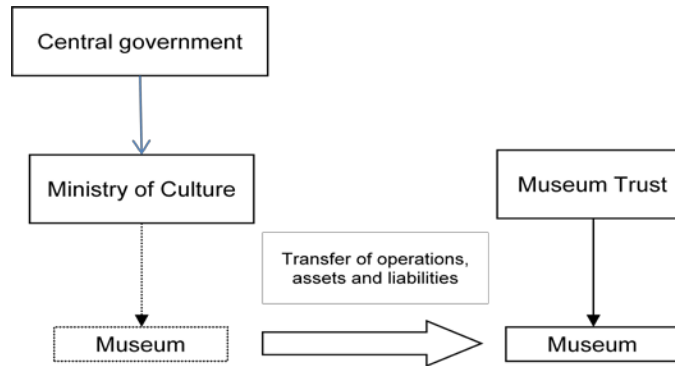 Central government
Ministry of Culture
Museum Trust
Transfer of operations,
assets and liabilities
Museum
Museum